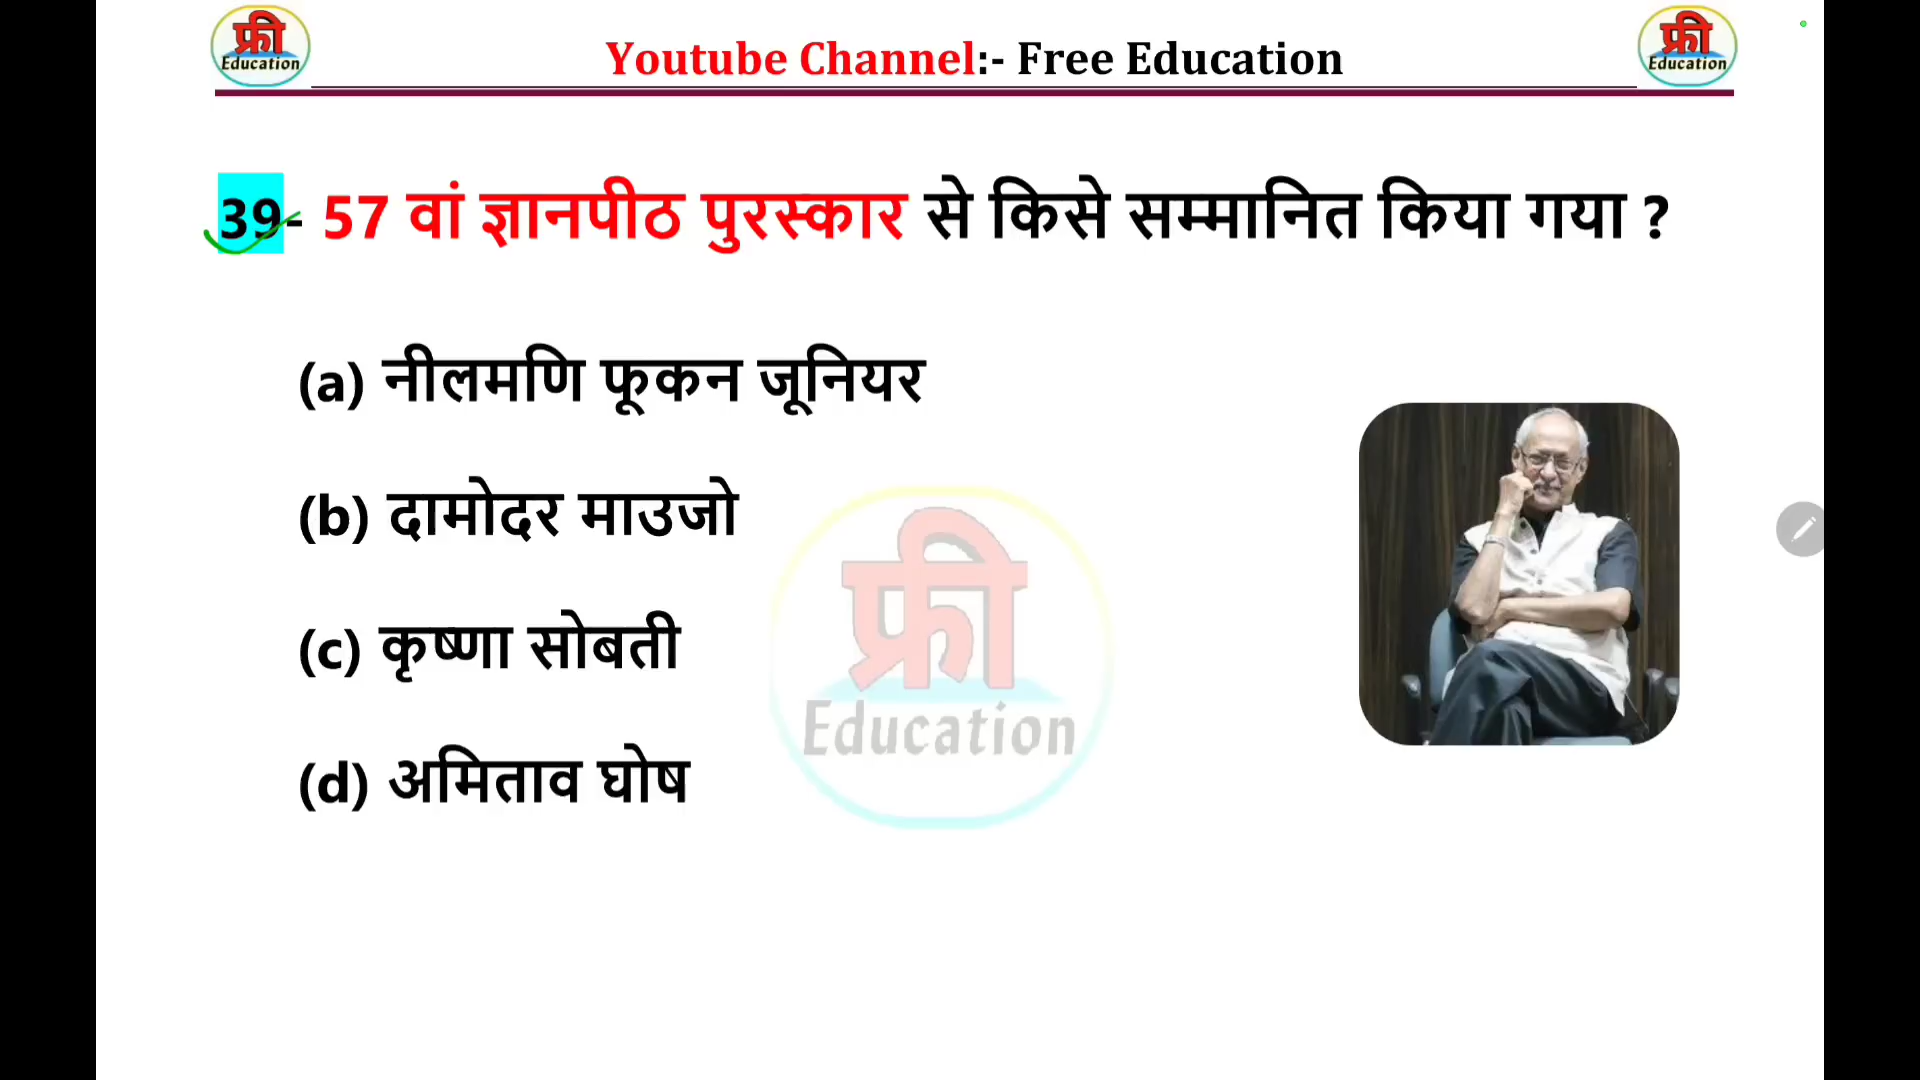 फ्री
Education
Youtube Channel:- Free Education
फ्री
Education
39- 57 वां ज्ञानपीठ पुरस्कार से किसे सम्मानित किया गया ?
(a) नीलमणि फूकन जूनियर
(b) दामोदर माउजो
(c) कृष्णा सोबती
(d) अमिताव घोष
फ्री
Education